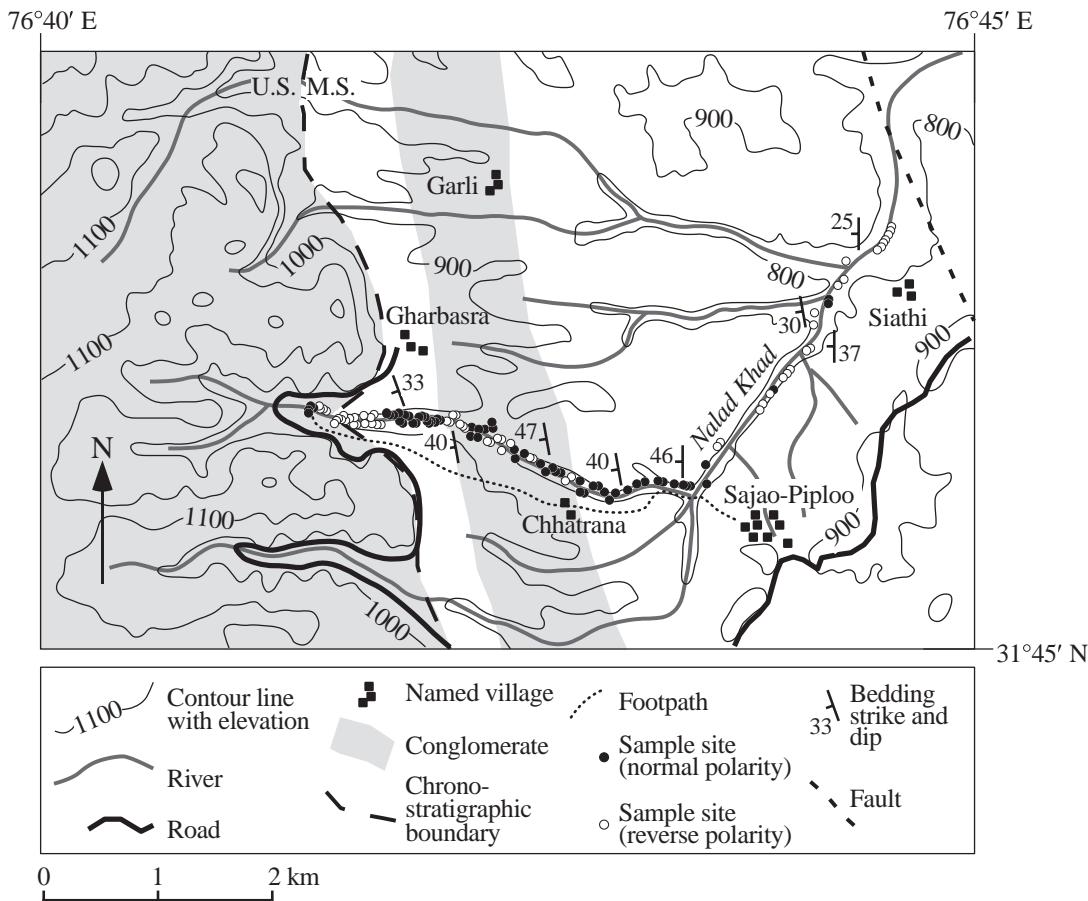 76°40′ E
76°45′ E
U.S. M.S.
900
800
Garli
1100
25
1000
900
800
Siathi
Gharbasra
30
1100
37
900
33
Nalad Khad
N
40
47
40
46
Sajao-Piploo
1100
Chhatrana
900
1000
31°45′ N
1100
Contour line
with elevation
River
Road
Named village
Conglomerate
Chrono-
stratigraphic
boundary
Footpath
Sample site
(normal polarity)
Sample site
(reverse polarity)
33
Bedding
strike and
dip
Fault
0 1 2 km